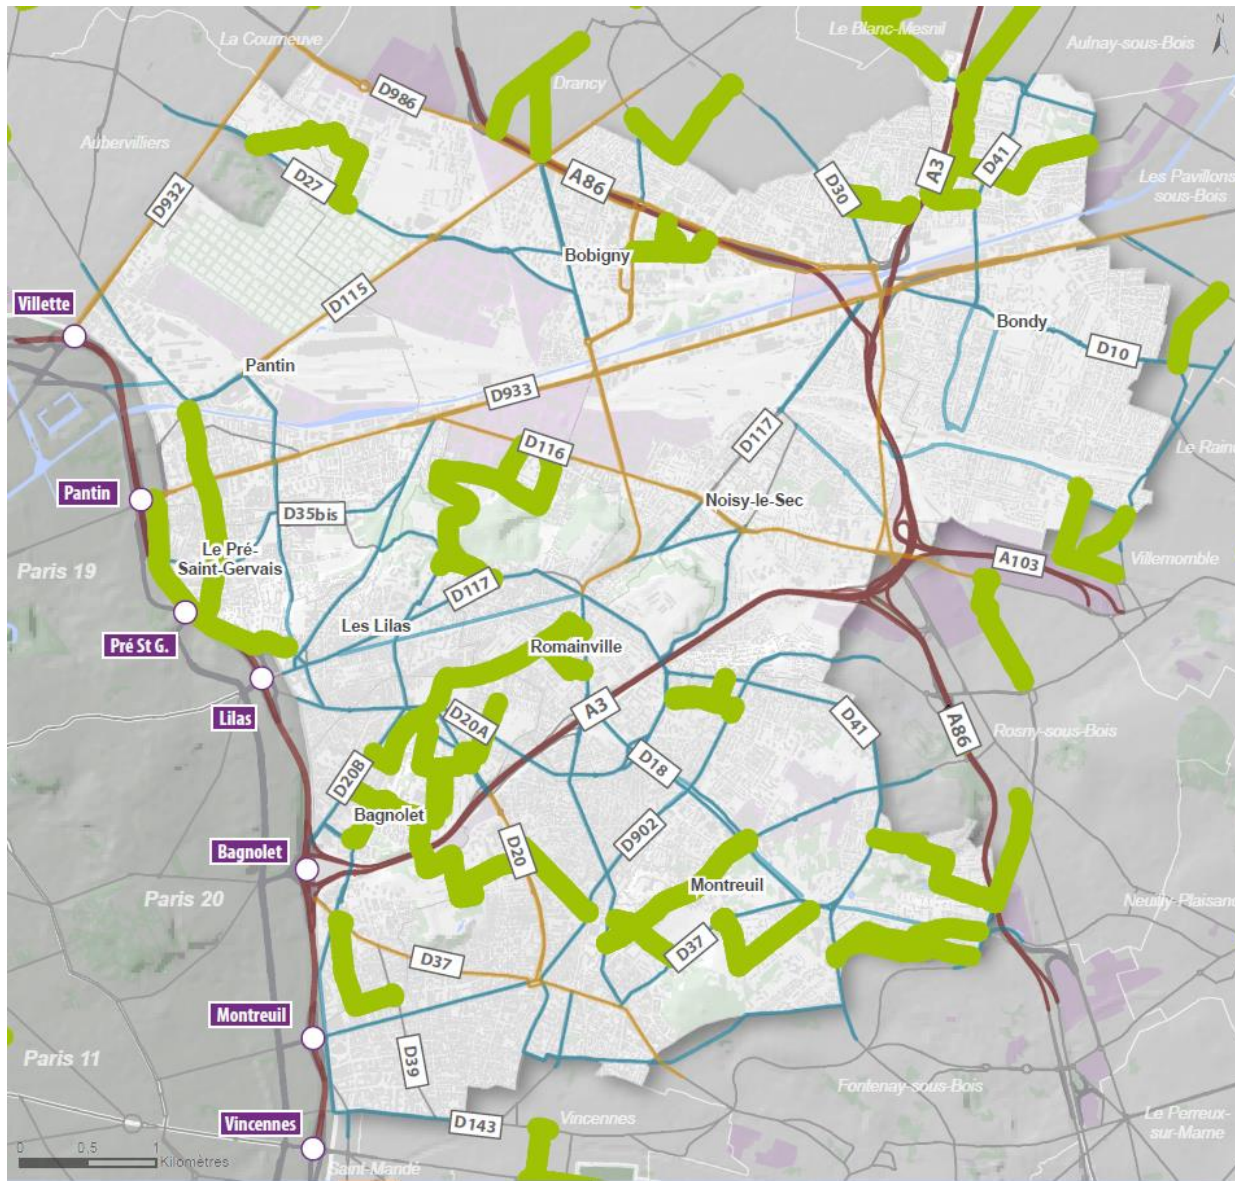 La Courneuve
Le Blanc-Mesnil
N
Aulnay-sous-Bois
Drancy
D986
Aubervilliers
D27
A86
D30
A3
D41
Les Pavillons-
sous-Bois
D932
Bobigny
D115
Villette
Bondy
Pantin
D10
D933
D117
D116
Le Rainc
Pantin
Noisy-le-Sec
D35bis
Le Pré-
Saint-Gervais
Paris 19
A103
Villemomble
D117
Les Lilas
Pré St G.
Romainville
Lilas
A3
D20A
D41
A86
Rosny-sous-Bois
D18
D20B
Bagnolet
D902
Bagnolet
D20
Montreuil
Paris 20
Neuilly-Plaisanc
D37
D37
Montreuil
Paris 11
D39
Fontenay-sous-Bois
Vincennes
D143
Vincennes
Le Perreux-
sur-Marne
0
0,5
1
Kilomètres
Saint-Mandé